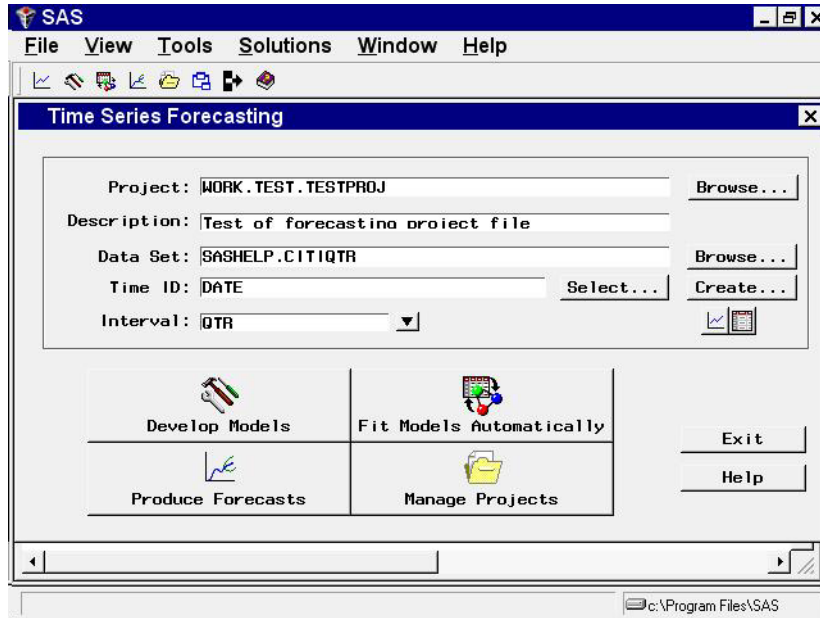 SAS
File View Tools Solutions Window Help
Time Series Forecasting
Project: WORK.TEST.TESTPROJ Browse...
Description: Test of forecasting project file
Data Set: SASHELP.CITIQTR Browse...
Time ID: DATE Select... Create...
Interval: QTR
Develop Models Fit Models Automatically
Exit
Produce Forecasts Manage Projects
Help
c:\Program Files\SAS